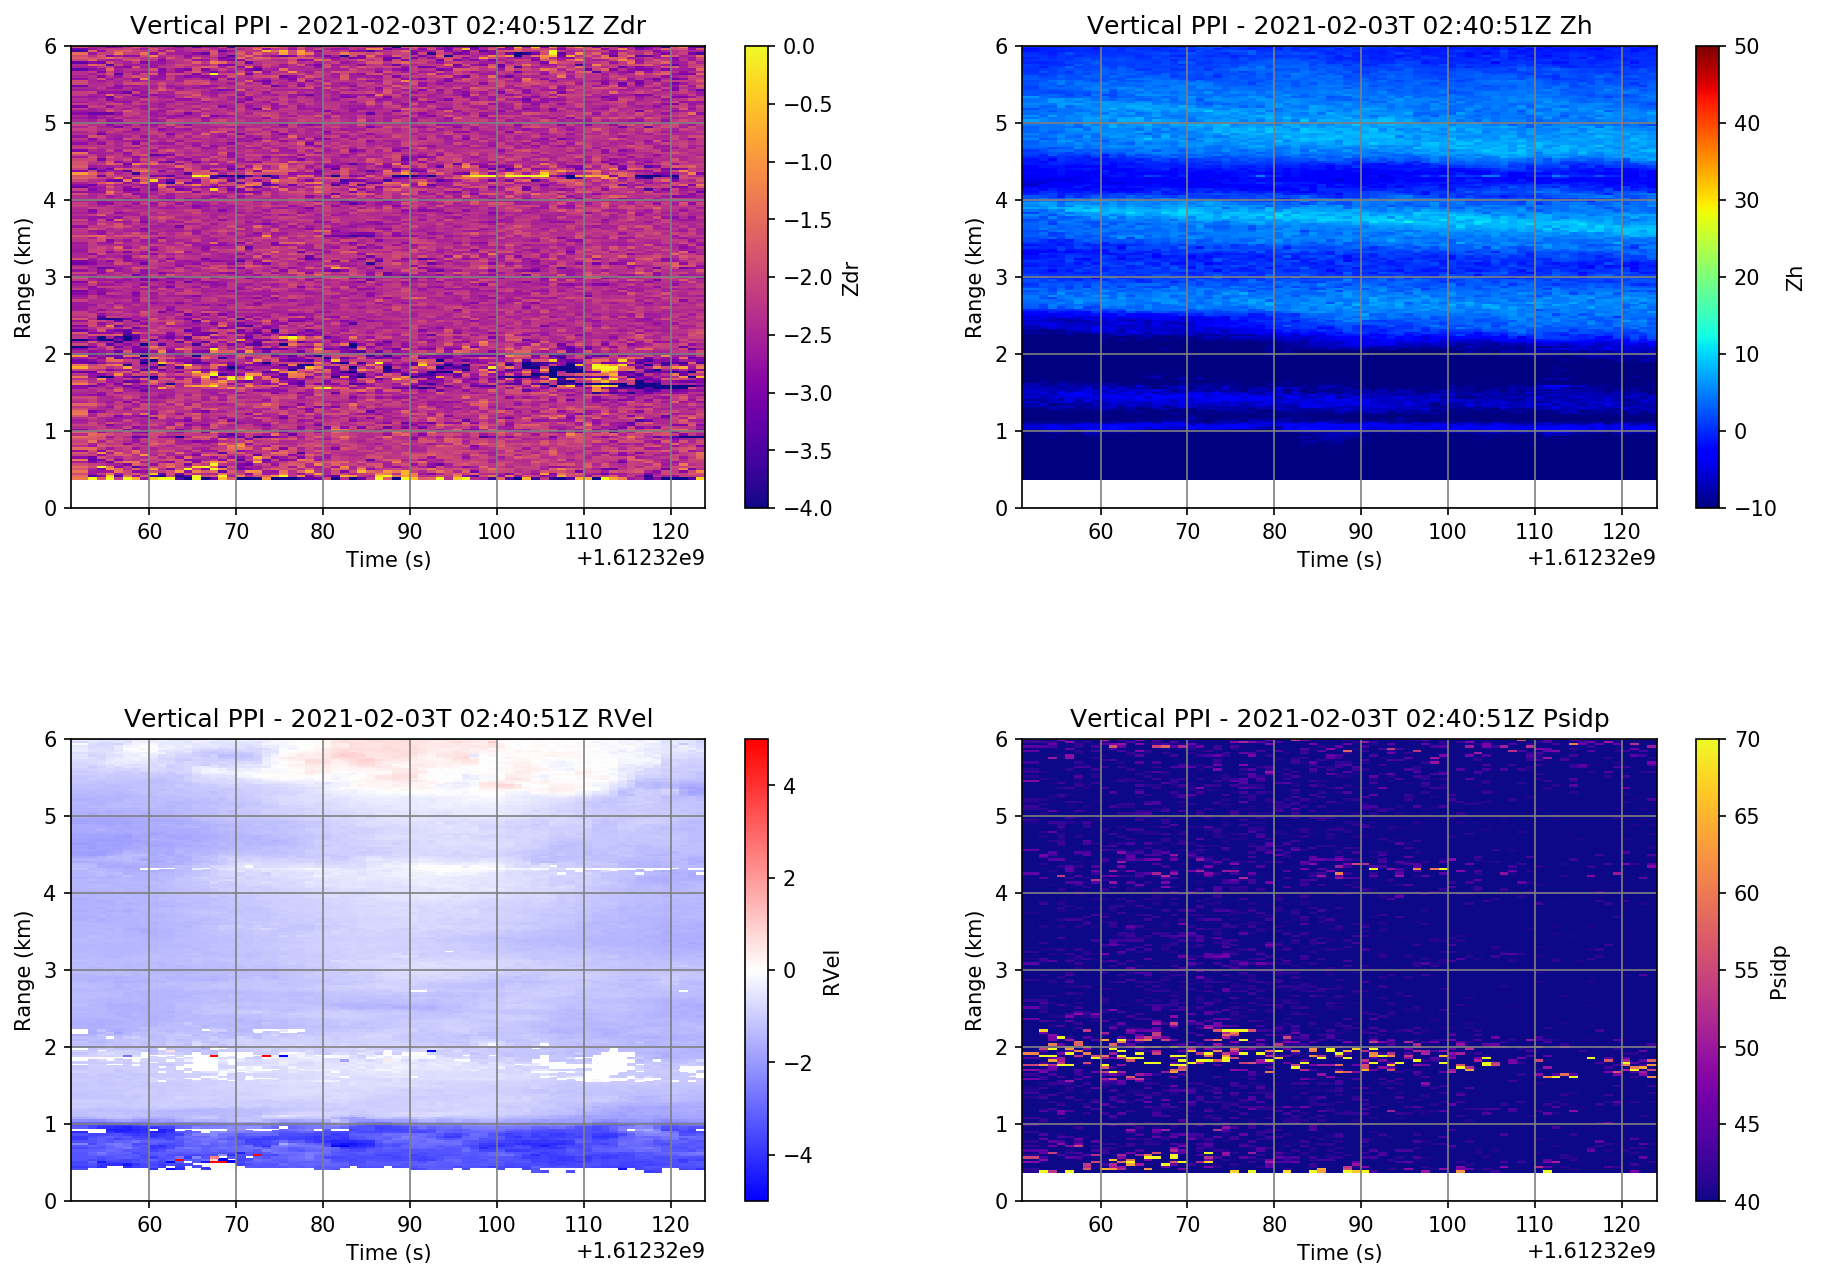 Vertical PPI - 2021-02-03T 02:40:51Z Zdr
6
5
4
3
2
1
0
Range (km)
60 70 80 90 100 110 120
Time (s)
+1.61232e9
0.0
−0.5
−1.0
−1.5
−2.0
−2.5
−3.0
−3.5
−4.0
Zdr
Vertical PPI - 2021-02-03T 02:40:51Z Zh
6
5
4
3
2
1
0
Range (km)
60 70 80 90 100 110 120
Time (s)
+1.61232e9
50
40
30
20
10
0
−10
Zh
Vertical PPI - 2021-02-03T 02:40:51Z RVel
6
5
4
3
2
1
0
Range (km)
60 70 80 90 100 110 120
Time (s)
+1.61232e9
4
2
0
−2
−4
RVel
Vertical PPI - 2021-02-03T 02:40:51Z Psidp
6
5
4
3
2
1
0
Range (km)
60 70 80 90 100 110 120
Time (s)
+1.61232e9
70
65
60
55
50
45
40
Psidp